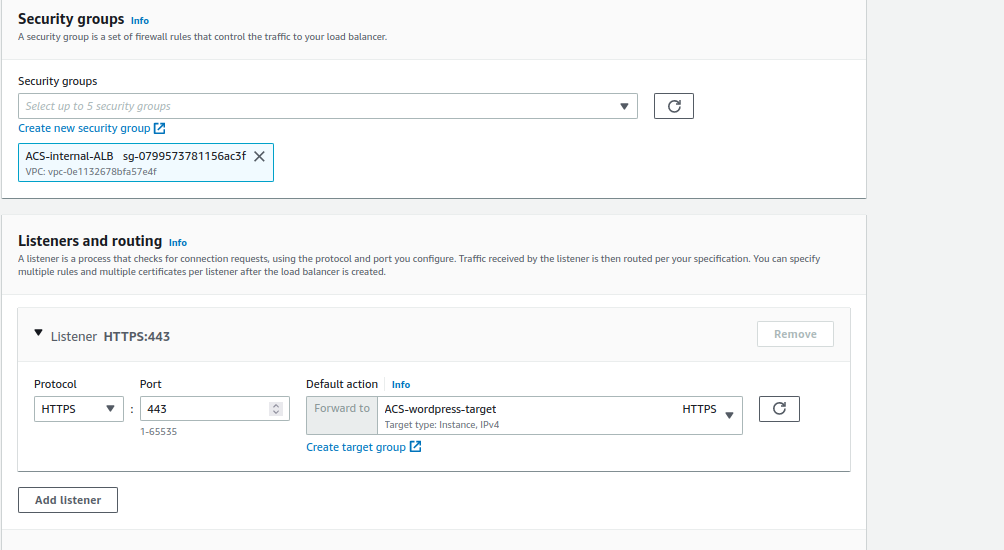 Security groups Info
A security group is a set of firewall rules that control the traffic to your load balancer.
Security groups
Select up to 5 security groups
Create new security group
ACS-internal-ALB sg-0799573781156ac3f
VPC: vpc-0e1132678bfa57e4f
Listeners and routing Info
A listener is a process that checks for connection requests, using the protocol and port you configure. Traffic received by the listener is then routed per your specification. You can specify
multiple rules and multiple certificates per listener after the load balancer is created.
Listener HTTPS:443
Remove
Protocol Port Default action Info
HTTPS : 443 Forward to ACS-wordpress-target HTTPS
Target type: Instance, IPv4
1-65535
Create target group
Add listener